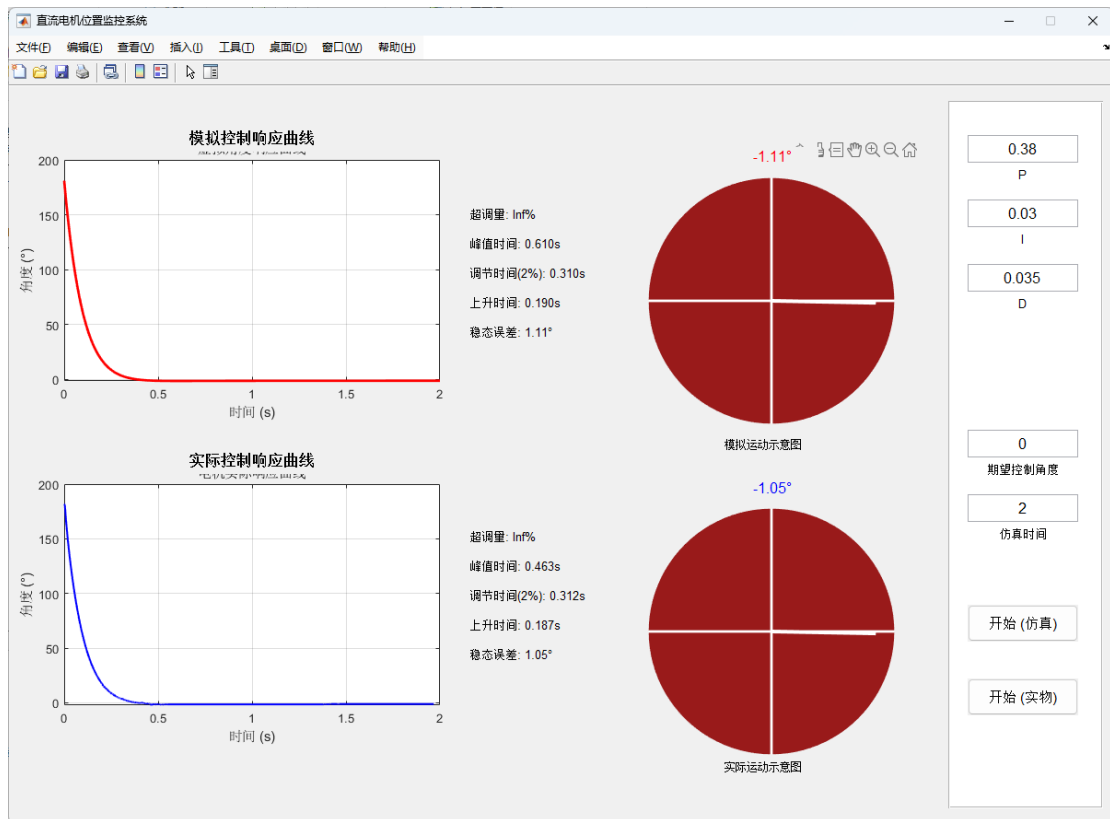 直流电机位置监控系统
文件(F) 编辑(E) 查看(V) 插入(I) 工具(T) 桌面(D) 窗口(W) 帮助(H)
模拟控制响应曲线
200
150
100
50
0
角度 (°)
0 0.5 1 1.5 2
时间 (s)
超调量: Inf%
峰值时间: 0.610s
调节时间(2%): 0.310s
上升时间: 0.190s
稳态误差: 1.11°
-1.11°
模拟运动示意图
实际控制响应曲线
电机实际响应曲线
200
150
100
50
0
角度 (°)
0 0.5 1 1.5 2
时间 (s)
超调量: Inf%
峰值时间: 0.463s
调节时间(2%): 0.312s
上升时间: 0.187s
稳态误差: 1.05°
-1.05°
实际运动示意图
0.38
P
0.03
I
0.035
D
0
期望控制角度
2
仿真时间
开始 (仿真)
开始 (实物)